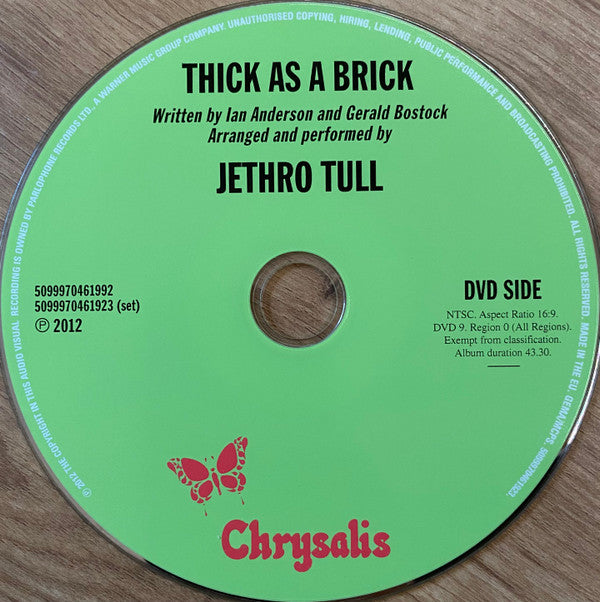 THICK AS A BRICK
Written by Ian Anderson and Gerald Bostock
Arranged and performed by
JETHRO TULL
5099970461992
5099970461923 (set)
℗ 2012
DVD SIDE
NTSC. Aspect Ratio 16:9.
DVD 9. Region 0 (All Regions).
Exempt from classification.
Album duration 43.30.
Chrysalis
℗ 2012 THE COPYRIGHT IN THIS AUDIO VISUAL RECORDING IS OWNED BY PARLOPHONE RECORDS LTD., A WARNER MUSIC GROUP COMPANY. UNAUTHORISED COPYING, HIRING, LENDING, PUBLIC PERFORMANCE AND BROADCASTING PROHIBITED. ALL RIGHTS RESERVED. MADE IN THE EU. GEMA/MCPS. 5099970461923.